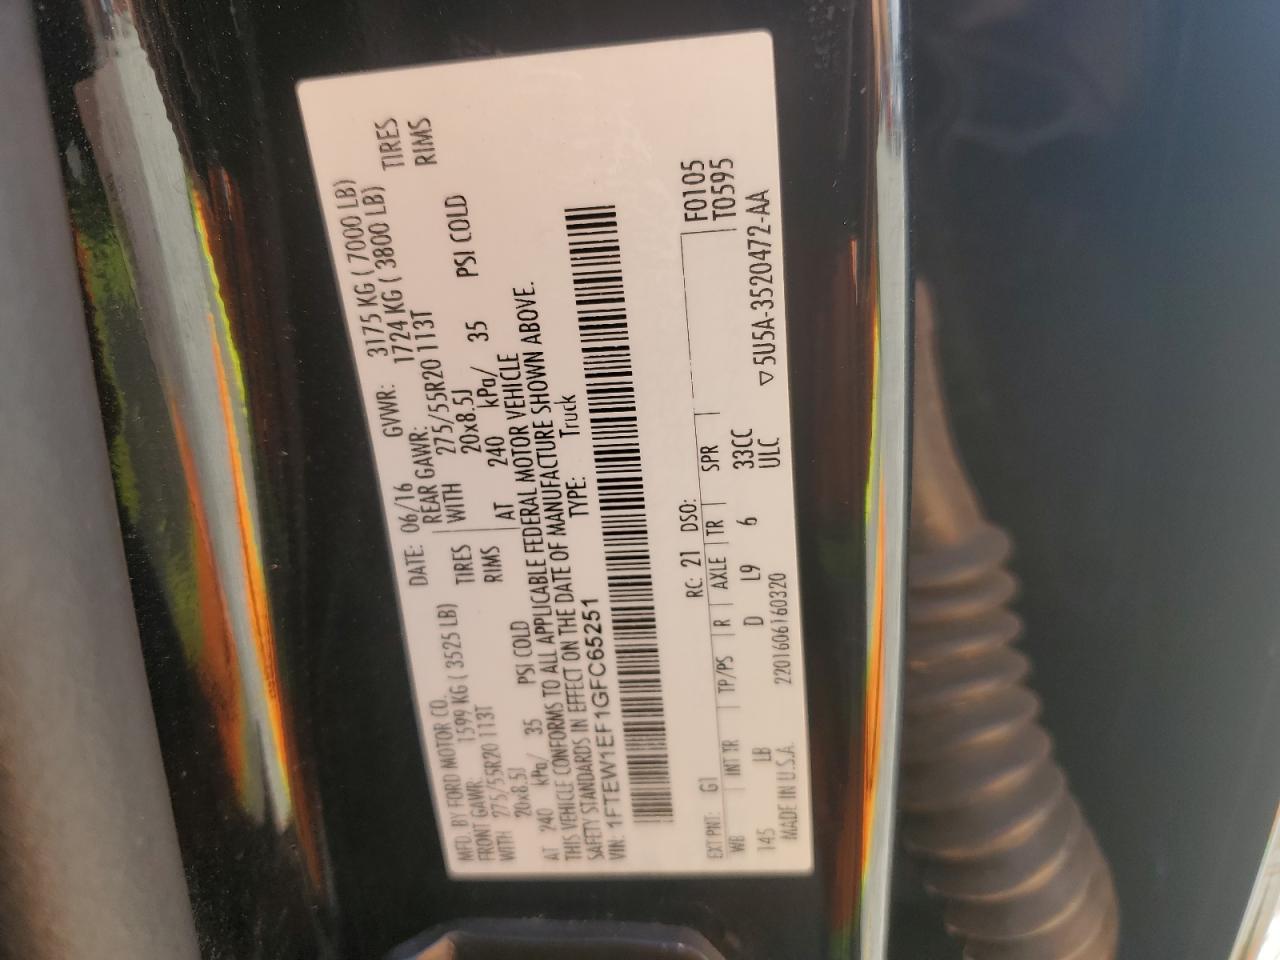 MFD. BY FORD MOTOR CO. DATE: 06/16 GVWR: 3175 KG ( 7000 LB)
FRONT GAWR: 1599 KG ( 3525 LB) REAR GAWR: 1724 KG ( 3800 LB)
WITH 275/55R20 113T TIRES WITH 275/55R20 113T TIRES
20x8.5J RIMS 20x8.5J RIMS
AT 240 kPa/ 35 PSI COLD AT 240 kPa/ 35 PSI COLD
THIS VEHICLE CONFORMS TO ALL APPLICABLE FEDERAL MOTOR VEHICLE
SAFETY STANDARDS IN EFFECT ON THE DATE OF MANUFACTURE SHOWN ABOVE.
VIN: 1FTEW1EF1GFC65251 TYPE: Truck
EXT PNT: G1 RC: 21 DSO: F0105
WB INT TR TP/PS R AXLE TR SPR T0595
145 LB D L9 6 33CC
ULC
MADE IN U.S.A. 2201606160320 ▽5U5A-3520472-AA